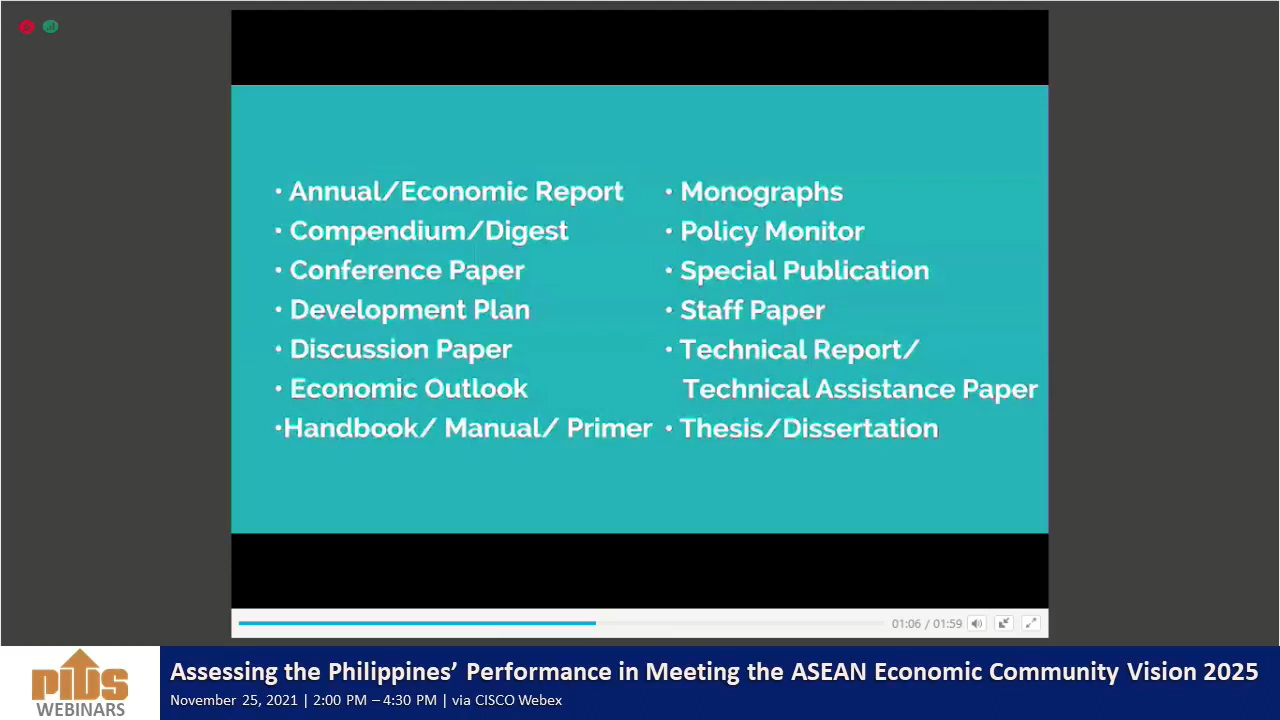 • Annual/Economic Report
• Compendium/Digest
• Conference Paper
• Development Plan
• Discussion Paper
• Economic Outlook
•Handbook/ Manual/ Primer
• Monographs
• Policy Monitor
• Special Publication
• Staff Paper
• Technical Report/
Technical Assistance Paper
• Thesis/Dissertation
01:06 / 01:59
PIDS
WEBINARS
Assessing the Philippines’ Performance in Meeting the ASEAN Economic Community Vision 2025
November 25, 2021 | 2:00 PM – 4:30 PM | via CISCO Webex